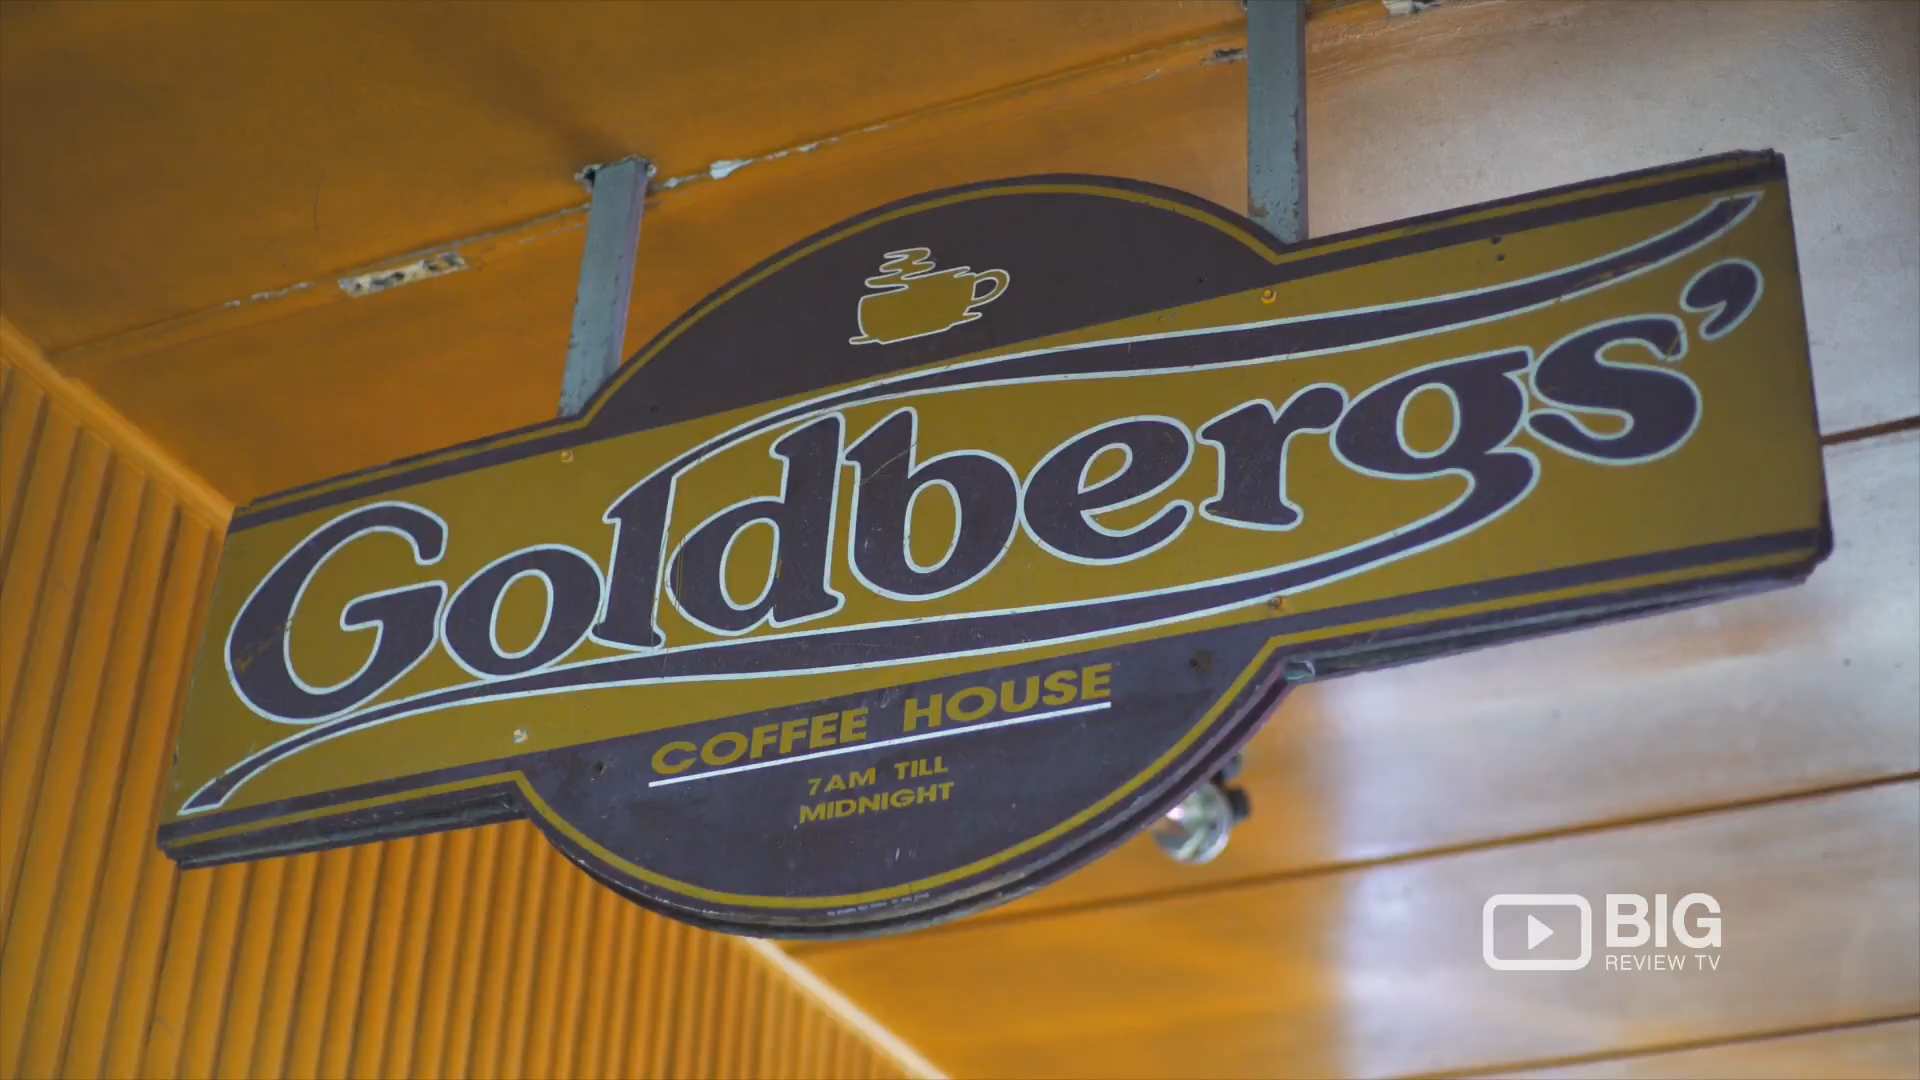 Goldbergs'
COFFEE HOUSE
7AM TILL
MIDNIGHT
BIG
REVIEW TV